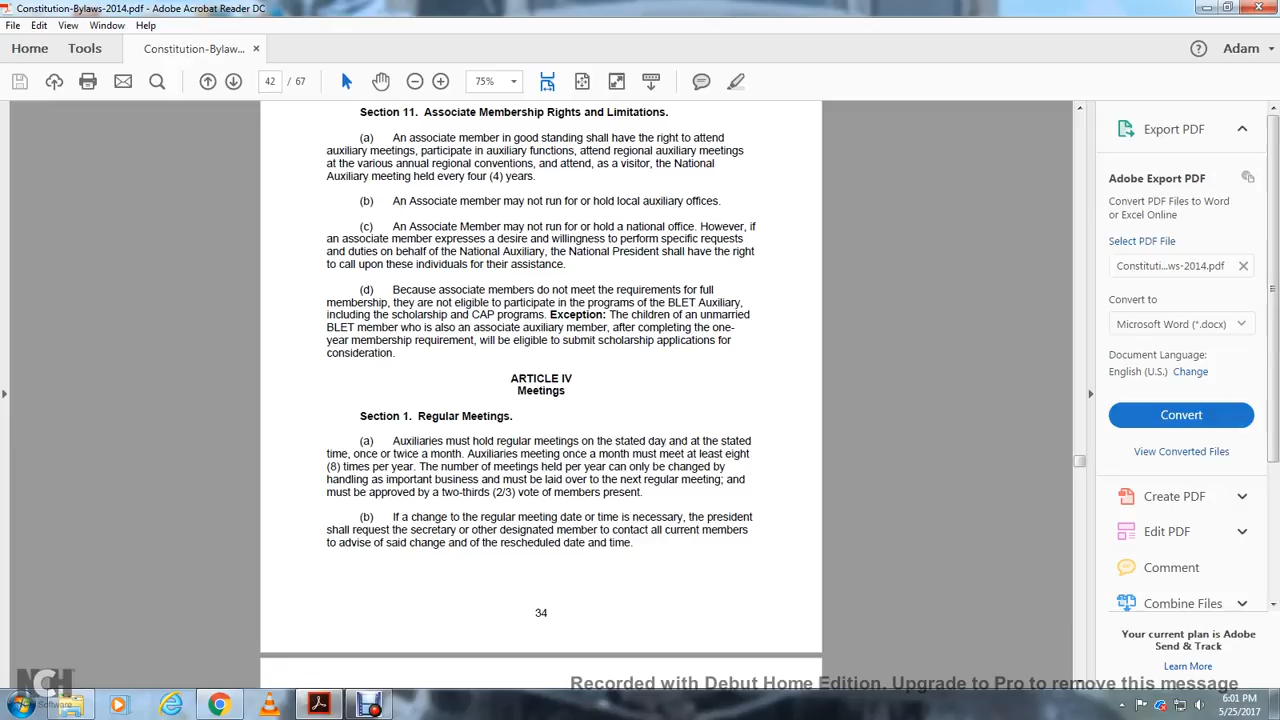 Constitution-Bylaws-2014.pdf - Adobe Acrobat Reader DC
File Edit View Window Help
Home Tools Constitution-Bylaw... × Adam
42 / 67 75%
Section 11. Associate Membership Rights and Limitations.
(a) An associate member in good standing shall have the right to attend
auxiliary meetings, participate in auxiliary functions, attend regional auxiliary meetings
at the various annual regional conventions, and attend, as a visitor, the National
Auxiliary meeting held every four (4) years.
(b) An Associate Member may not run for or hold local auxiliary offices.
(c) An Associate Member may not run for or hold a national office. However, if
an associate member expresses a desire and willingness to perform specific requests
and duties on behalf of the National Auxiliary, the National President shall have the right
to call upon these individuals for their assistance.
(d) Because associate members do not meet the requirements for full
membership, they are not eligible to participate in the programs of the BLET Auxiliary,
including the scholarship and CAP programs. Exception: The children of an unmarried
BLET member who is also an associate auxiliary member, after completing the one-
year membership requirement, will be eligible to submit scholarship applications for
consideration.
ARTICLE IV
Meetings
Section 1. Regular Meetings.
(a) Auxiliaries must hold regular meetings on the stated day and at the stated
time, once or twice a month. Auxiliaries meeting once a month must meet at least eight
(8) times per year. The number of meetings held per year can only be changed by
handling as important business and must be laid over to the next regular meeting; and
must be approved by a two-thirds (2/3) vote of members present.
(b) If a change to the regular meeting date or time is necessary, the president
shall request the secretary or other designated member to contact all current members
to advise of said change and of the rescheduled date and time.
34
Export PDF
Adobe Export PDF
Convert PDF Files to Word
or Excel Online
Select PDF File
Constituti...ws-2014.pdf
Convert to
Microsoft Word (*.docx)
Document Language:
English (U.S.) Change
Convert
View Converted Files
Create PDF
Edit PDF
Comment
Combine Files
Your current plan is Adobe
Send & Track
Learn More
Recorded with Debut Home Edition. Upgrade to Pro to remove this message
NCH
Software
6:01 PM
5/25/2017